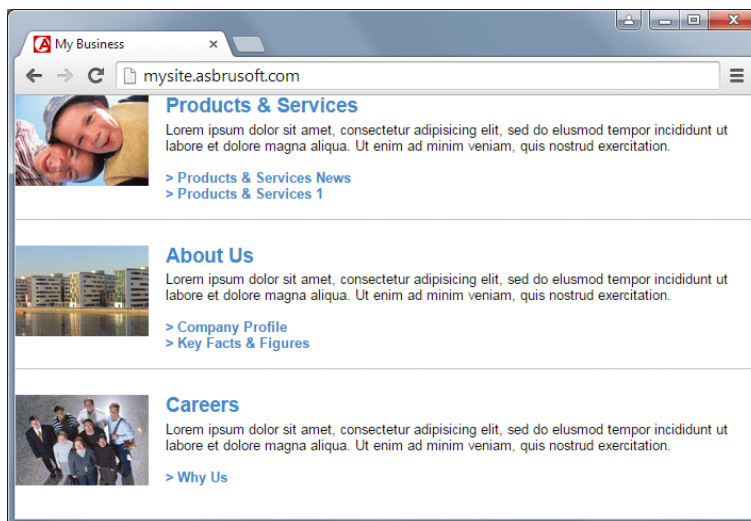 My Business
mysite.asbrusoft.com
Products & Services
Lorem ipsum dolor sit amet, consectetur adipisicing elit, sed do elusmod tempor incididunt ut
labore et dolore magna aliqua. Ut enim ad minim veniam, quis nostrud exercitation.
> Products & Services News
> Products & Services 1
About Us
Lorem ipsum dolor sit amet, consectetur adipisicing elit, sed do elusmod tempor incididunt ut
labore et dolore magna aliqua. Ut enim ad minim veniam, quis nostrud exercitation.
> Company Profile
> Key Facts & Figures
Careers
Lorem ipsum dolor sit amet, consectetur adipisicing elit, sed do elusmod tempor incididunt ut
labore et dolore magna aliqua. Ut enim ad minim veniam, quis nostrud exercitation.
> Why Us